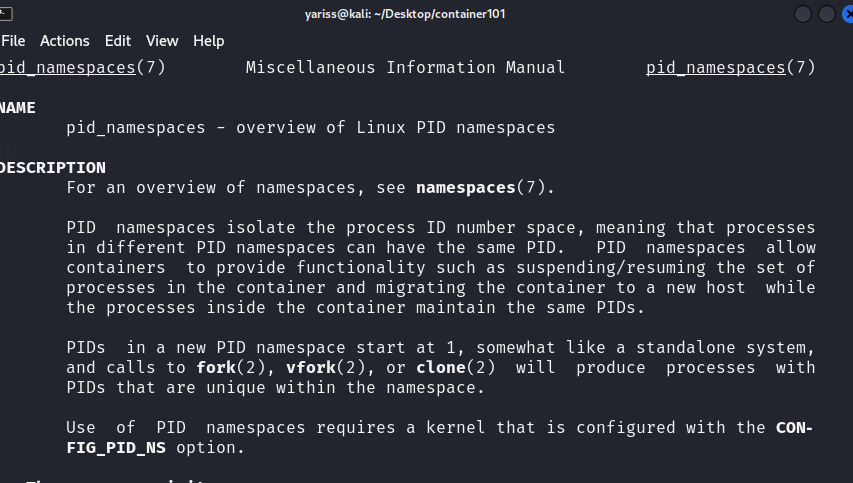 yariss@kali: ~/Desktop/container101
File Actions Edit View Help
pid_namespaces(7) Miscellaneous Information Manual pid_namespaces(7)
NAME
pid_namespaces - overview of Linux PID namespaces
DESCRIPTION
For an overview of namespaces, see namespaces(7).
PID namespaces isolate the process ID number space, meaning that processes
in different PID namespaces can have the same PID. PID namespaces allow
containers to provide functionality such as suspending/resuming the set of
processes in the container and migrating the container to a new host while
the processes inside the container maintain the same PIDs.
PIDs in a new PID namespace start at 1, somewhat like a standalone system,
and calls to fork(2), vfork(2), or clone(2) will produce processes with
PIDs that are unique within the namespace.
Use of PID namespaces requires a kernel that is configured with the CON-
FIG_PID_NS option.